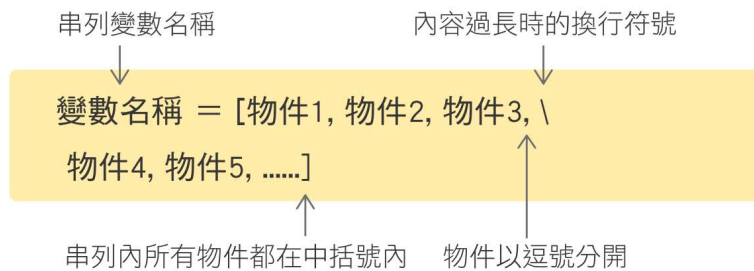 串列變數名稱
內容過長時的換行符號
變數名稱 = [物件1, 物件2, 物件3, \
物件4, 物件5, ......]
串列內所有物件都在中括號內
物件以逗號分開